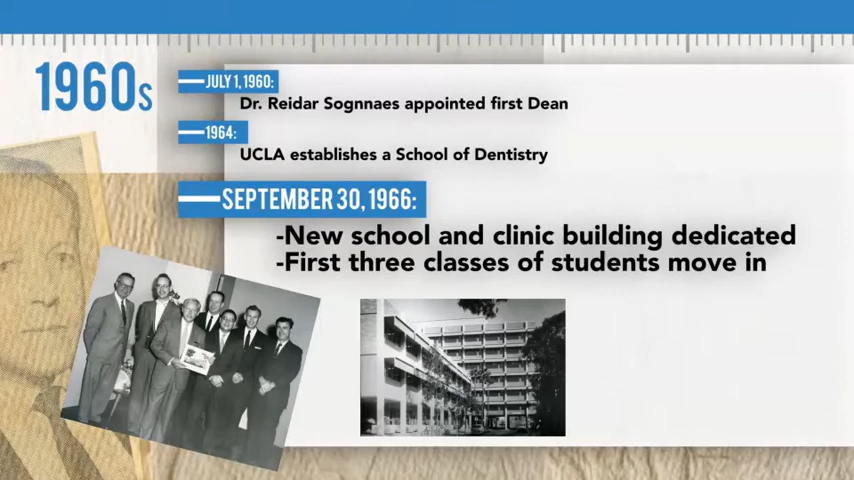 1960s
JULY 1, 1960:
Dr. Reidar Sognnaes appointed first Dean
1964:
UCLA establishes a School of Dentistry
SEPTEMBER 30, 1966:
-New school and clinic building dedicated
-First three classes of students move in